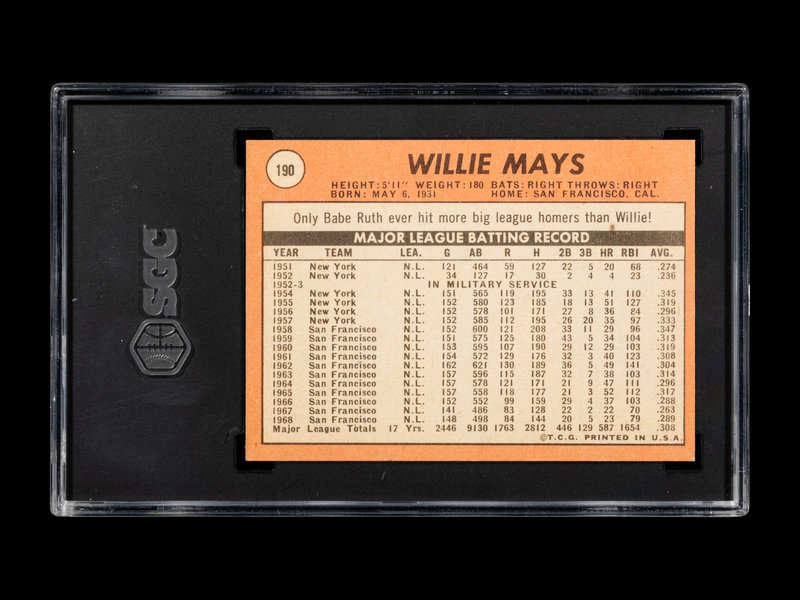 SGC
190
WILLIE MAYS
HEIGHT: 5'11" WEIGHT: 180 BATS: RIGHT THROWS: RIGHT
BORN: MAY 6, 1931 HOME: SAN FRANCISCO, CAL.
Only Babe Ruth ever hit more big league homers than Willie!
MAJOR LEAGUE BATTING RECORD
YEAR TEAM LEA. G AB R H 2B 3B HR RBI AVG.
1951 New York N.L. 121 464 59 127 22 5 20 68 .274
1952 New York N.L. 34 127 17 30 2 4 4 23 .236
1952-3 IN MILITARY SERVICE
1954 New York N.L. 151 565 119 195 33 13 41 110 .345
1955 New York N.L. 152 580 123 185 18 13 51 127 .319
1956 New York N.L. 152 578 101 171 27 8 36 84 .296
1957 New York N.L. 152 585 112 195 26 20 35 97 .333
1958 San Francisco N.L. 152 600 121 208 33 11 29 96 .347
1959 San Francisco N.L. 151 575 125 180 43 5 34 104 .313
1960 San Francisco N.L. 153 595 107 190 29 12 29 103 .319
1961 San Francisco N.L. 154 572 129 176 32 3 40 123 .308
1962 San Francisco N.L. 162 621 130 189 36 5 49 141 .304
1963 San Francisco N.L. 157 596 115 187 32 7 38 103 .314
1964 San Francisco N.L. 157 578 121 171 21 9 47 111 .296
1965 San Francisco N.L. 157 558 118 177 21 3 52 112 .317
1966 San Francisco N.L. 152 552 99 159 29 4 37 103 .288
1967 San Francisco N.L. 141 486 83 128 22 2 22 70 .263
1968 San Francisco N.L. 148 498 84 144 20 5 23 79 .289
Major League Totals 17 Yrs. 2446 9130 1763 2812 446 129 587 1654 .308
©T.C.G. PRINTED IN U.S.A.